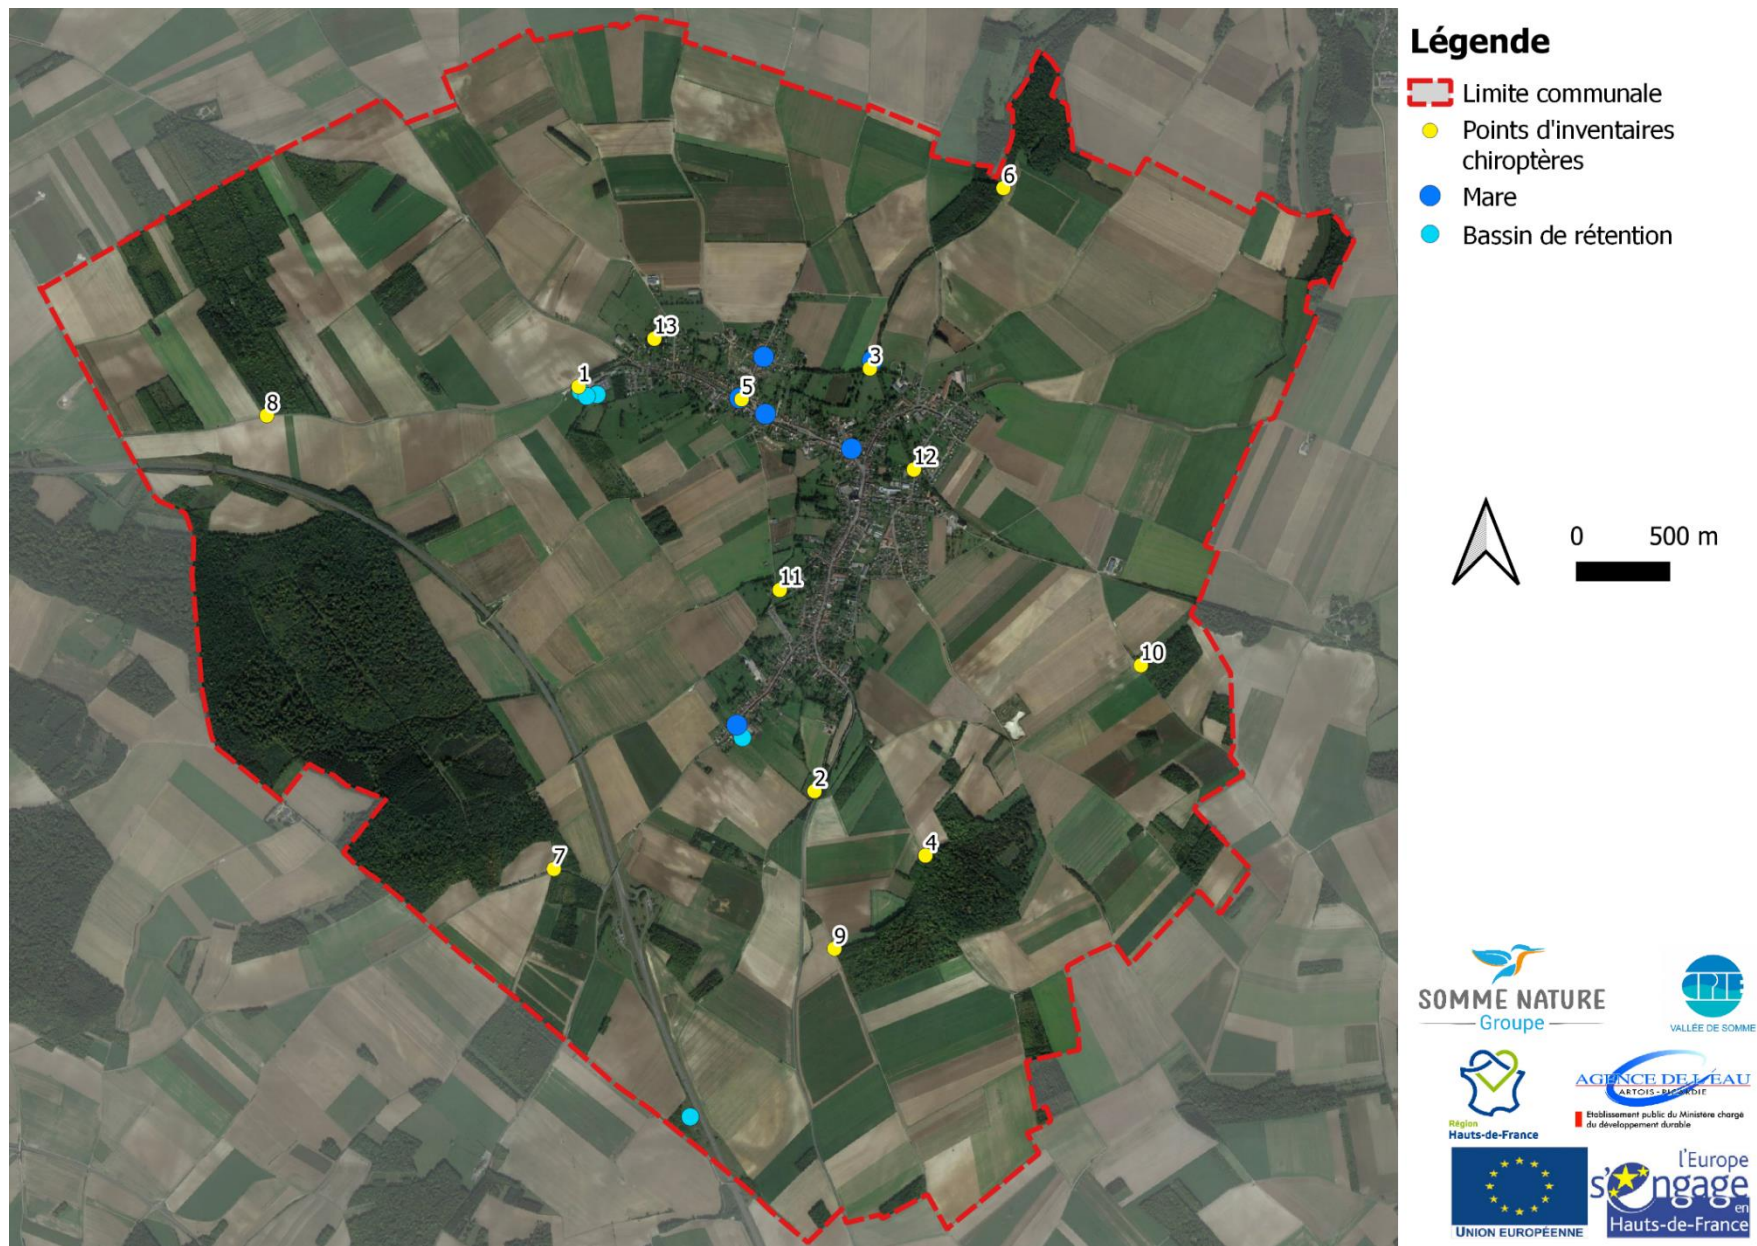 Légende
Limite communale
Points d'inventaires
chiroptères
Mare
Bassin de rétention
6
13
3
1
5
8
12
11
10
2
4
7
9
0 500 m
SOMME NATURE
Groupe
CPIE
VALLÉE DE SOMME
AGENCE DE L'EAU
ARTOIS - PICARDIE
Etablissement public du Ministère chargé
du développement durable
Région
Hauts-de-France
UNION EUROPÉENNE
l'Europe
s'engage
en
Hauts-de-France